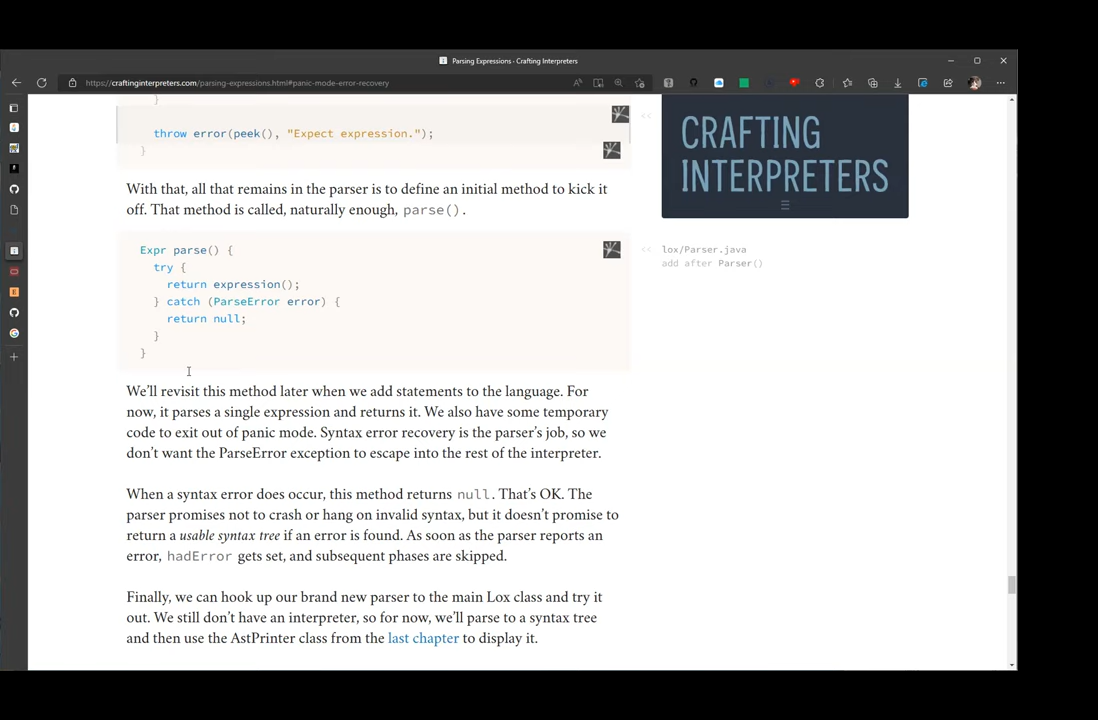 Parsing Expressions - Crafting Interpreters
https://craftinginterpreters.com/parsing-expressions.html#panic-mode-error-recovery
}
throw error(peek(), "Expect expression.");
}
<<
CRAFTING
INTERPRETERS
With that, all that remains in the parser is to define an initial method to kick it
off. That method is called, naturally enough, parse().
Expr parse() {
try {
return expression();
} catch (ParseError error) {
return null;
}
}
<< lox/Parser.java
add after Parser()
We'll revisit this method later when we add statements to the language. For
now, it parses a single expression and returns it. We also have some temporary
code to exit out of panic mode. Syntax error recovery is the parser's job, so we
don't want the ParseError exception to escape into the rest of the interpreter.
When a syntax error does occur, this method returns null. That's OK. The
parser promises not to crash or hang on invalid syntax, but it doesn't promise to
return a usable syntax tree if an error is found. As soon as the parser reports an
error, hadError gets set, and subsequent phases are skipped.
Finally, we can hook up our brand new parser to the main Lox class and try it
out. We still don't have an interpreter, so for now, we'll parse to a syntax tree
and then use the AstPrinter class from the last chapter to display it.